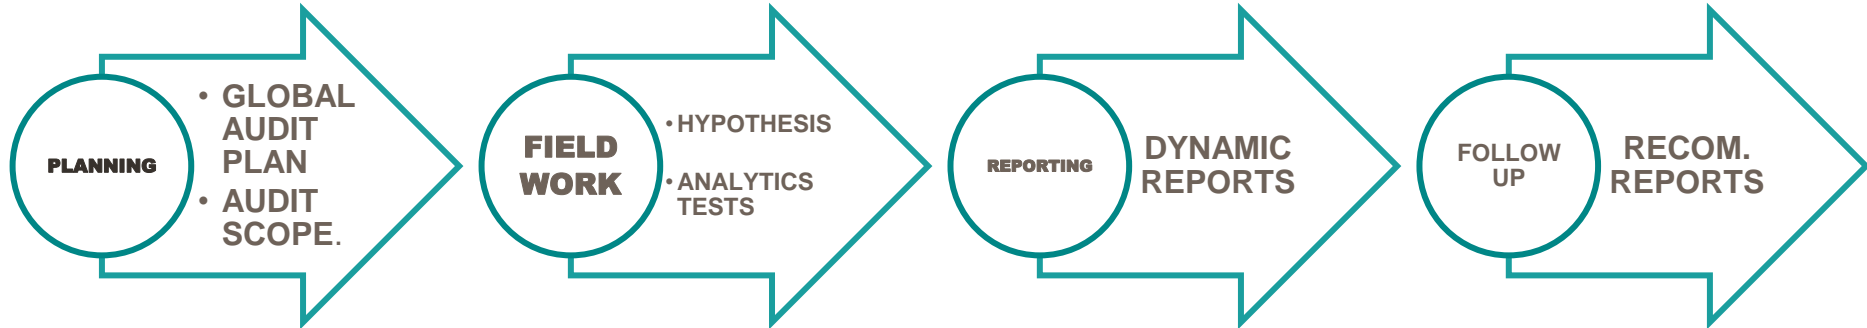 PLANNING
• GLOBAL
AUDIT
PLAN
• AUDIT
SCOPE.
FIELD
WORK
• HYPOTHESIS
• ANALYTICS
TESTS
REPORTING
DYNAMIC
REPORTS
FOLLOW
UP
RECOM.
REPORTS